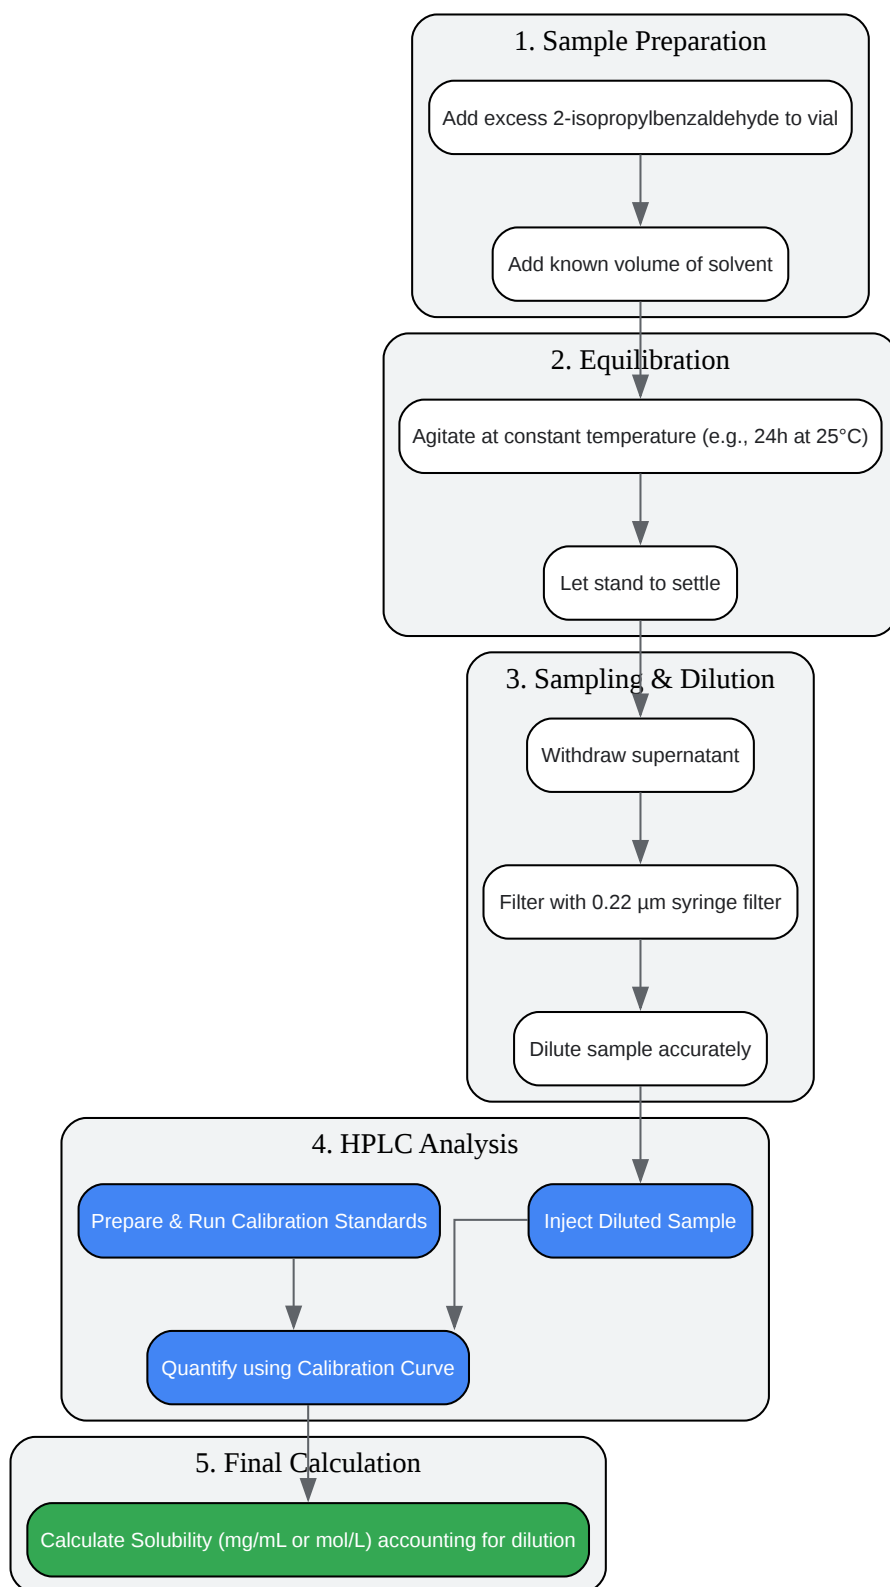 1. Sample Preparation
Add excess 2-isopropylbenzaldehyde to vial
Add known volume of solvent
2. Equilibration
Agitate at constant temperature (e.g., 24h at 25°C)
Let stand to settle
3. Sampling & Dilution
Withdraw supernatant
Filter with 0.22 µm syringe filter
Dilute sample accurately
4. HPLC Analysis
Prepare & Run Calibration Standards
Inject Diluted Sample
Quantify using Calibration Curve
5. Final Calculation
Calculate Solubility (mg/mL or mol/L) accounting for dilution